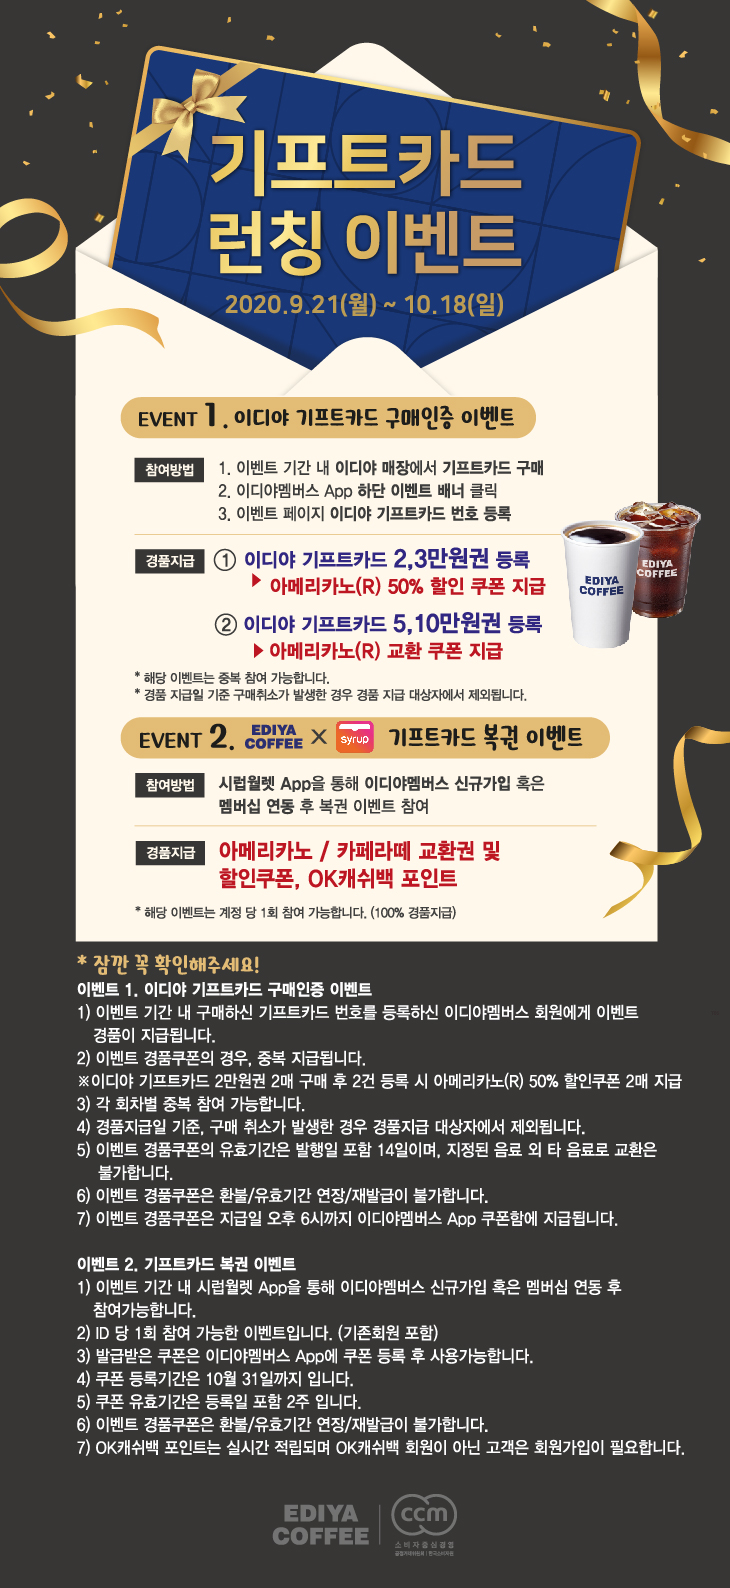 기프트카드
런칭 이벤트
2020.9.21(월) ~ 10.18(일)
EVENT 1. 이디야 기프트카드 구매인증 이벤트
참여방법 1. 이벤트 기간 내 이디야 매장에서 기프트카드 구매
2. 이디야멤버스 App 하단 이벤트 배너 클릭
3. 이벤트 페이지 이디야 기프트카드 번호 등록
경품지급 ① 이디야 기프트카드 2,3만원권 등록
▶ 아메리카노(R) 50% 할인 쿠폰 지급
② 이디야 기프트카드 5,10만원권 등록
▶ 아메리카노(R) 교환 쿠폰 지급
EDIYA
COFFEE
EDIYA
COFFEE
* 해당 이벤트는 중복 참여 가능합니다.
* 경품 지급일 기준 구매취소가 발생한 경우 경품 지급 대상자에서 제외됩니다.
EVENT 2. EDIYA COFFEE X syrup 기프트카드 복권 이벤트
참여방법 시럽월렛 App을 통해 이디야멤버스 신규가입 혹은
멤버십 연동 후 복권 이벤트 참여
경품지급 아메리카노 / 카페라떼 교환권 및
할인쿠폰, OK캐쉬백 포인트
* 해당 이벤트는 계정 당 1회 참여 가능합니다. (100% 경품지급)
* 잠깐 꼭 확인해주세요!
이벤트 1. 이디야 기프트카드 구매인증 이벤트
1) 이벤트 기간 내 구매하신 기프트카드 번호를 등록하신 이디야멤버스 회원에게 이벤트
경품이 지급됩니다.
2) 이벤트 경품쿠폰의 경우, 중복 지급됩니다.
※이디야 기프트카드 2만원권 2매 구매 후 2건 등록 시 아메리카노(R) 50% 할인쿠폰 2매 지급
3) 각 회차별 중복 참여 가능합니다.
4) 경품지급일 기준, 구매 취소가 발생한 경우 경품지급 대상자에서 제외됩니다.
5) 이벤트 경품쿠폰의 유효기간은 발행일 포함 14일이며, 지정된 음료 외 타 음료로 교환은
불가합니다.
6) 이벤트 경품쿠폰은 환불/유효기간 연장/재발급이 불가합니다.
7) 이벤트 경품쿠폰은 지급일 오후 6시까지 이디야멤버스 App 쿠폰함에 지급됩니다.
이벤트 2. 기프트카드 복권 이벤트
1) 이벤트 기간 내 시럽월렛 App을 통해 이디야멤버스 신규가입 혹은 멤버십 연동 후
참여가능합니다.
2) ID 당 1회 참여 가능한 이벤트입니다. (기존회원 포함)
3) 발급받은 쿠폰은 이디야멤버스 App에 쿠폰 등록 후 사용가능합니다.
4) 쿠폰 등록기간은 10월 31일까지 입니다.
5) 쿠폰 유효기간은 등록일 포함 2주 입니다.
6) 이벤트 경품쿠폰은 환불/유효기간 연장/재발급이 불가합니다.
7) OK캐쉬백 포인트는 실시간 적립되며 OK캐쉬백 회원이 아닌 고객은 회원가입이 필요합니다.
EDIYA
COFFEE
ccm
소비자중심경영
공정거래위원회 | 한국소비자원